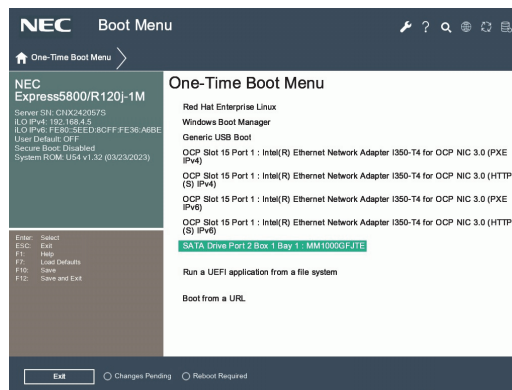 NEC Boot Menu
One-Time Boot Menu
NEC
Express5800/R120j-1M
Server SN: CNX242057S
iLO IPv4: 192.168.4.5
iLO IPv6: FE80::5EED:8CFF:FE36:A6BE
User Default: OFF
Secure Boot: Disabled
System ROM: U54 v1.32 (03/23/2023)
Enter: Select
ESC: Exit
F1: Help
F7: Load Defaults
F10: Save
F12: Save and Exit
One-Time Boot Menu
Red Hat Enterprise Linux
Windows Boot Manager
Generic USB Boot
OCP Slot 15 Port 1 : Intel(R) Ethernet Network Adapter I350-T4 for OCP NIC 3.0 (PXE
IPv4)
OCP Slot 15 Port 1 : Intel(R) Ethernet Network Adapter I350-T4 for OCP NIC 3.0 (HTTP
(S) IPv4)
OCP Slot 15 Port 1 : Intel(R) Ethernet Network Adapter I350-T4 for OCP NIC 3.0 (PXE
IPv6)
OCP Slot 15 Port 1 : Intel(R) Ethernet Network Adapter I350-T4 for OCP NIC 3.0 (HTTP
(S) IPv6)
SATA Drive Port 2 Box 1 Bay 1 : MM1000GFJTE
Run a UEFI application from a file system
Boot from a URL
Exit
Changes Pending
Reboot Required